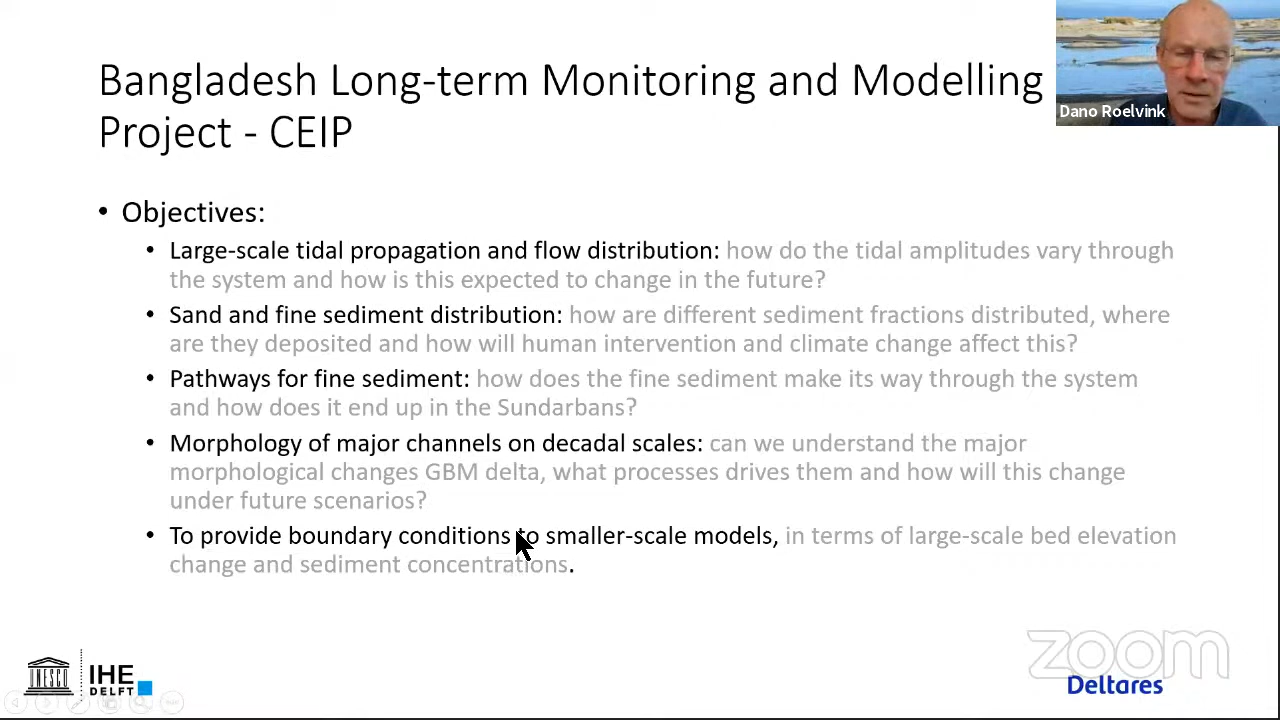 Bangladesh Long-term Monitoring and Modelling
Project - CEIP
Dano Roelvink
• Objectives:
• Large-scale tidal propagation and flow distribution: how do the tidal amplitudes vary through
the system and how is this expected to change in the future?
• Sand and fine sediment distribution: how are different sediment fractions distributed, where
are they deposited and how will human intervention and climate change affect this?
• Pathways for fine sediment: how does the fine sediment make its way through the system
and how does it end up in the Sundarbans?
• Morphology of major channels on decadal scales: can we understand the major
morphological changes GBM delta, what processes drives them and how will this change
under future scenarios?
• To provide boundary conditions to smaller-scale models, in terms of large-scale bed elevation
change and sediment concentrations.
UNESCO
IHE
DELFT
zoom
Deltares